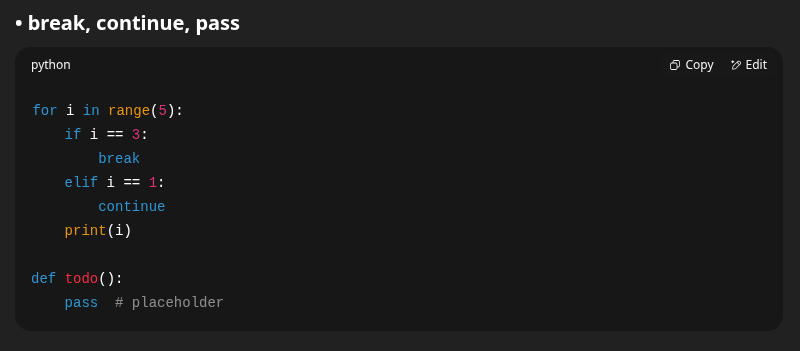 • break, continue, pass
python Copy Edit
for i in range(5):
    if i == 3:
        break
    elif i == 1:
        continue
    print(i)
def todo():
    pass  # placeholder